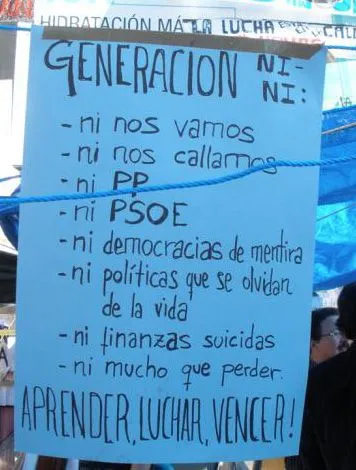 HIDRATACIÓN MÁ
LA LUCHA
GENERACION NI-
NI:
- ni nos vamos
- ni nos callamos
- ni PP
- ni PSOE
- ni democracias de mentira
- ni políticas que se olvidan
de la vida
- ni finanzas suicidas
- ni mucho que perder.
APRENDER, LUCHAR, VENCER!